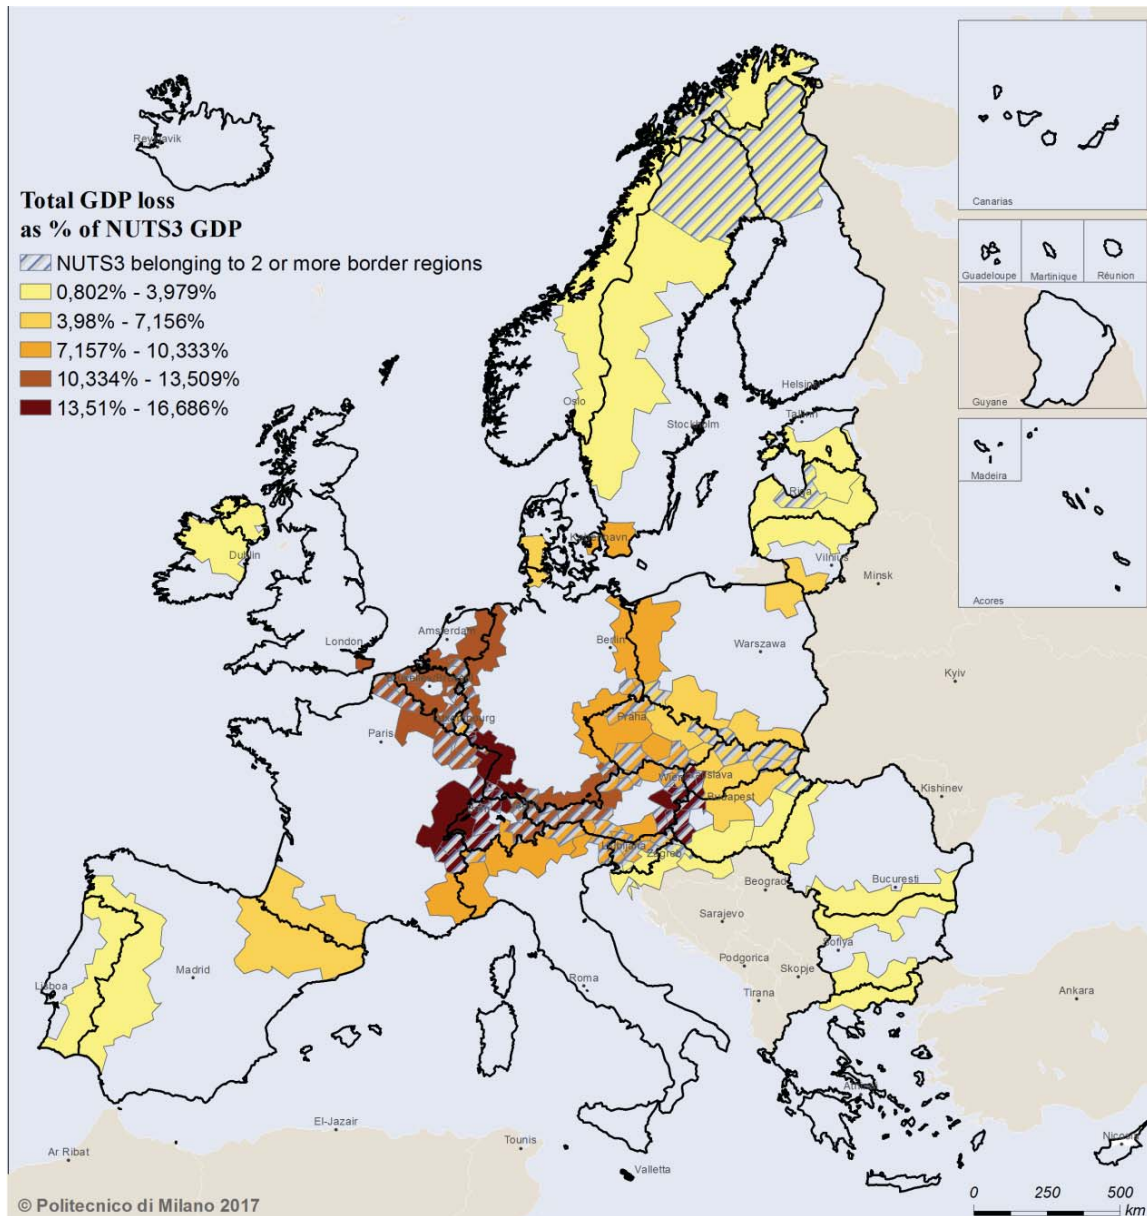 Reykjavik
Total GDP loss
as % of NUTS3 GDP
NUTS3 belonging to 2 or more border regions
0,802% - 3,979%
3,98% - 7,156%
7,157% - 10,333%
10,334% - 13,509%
13,51% - 16,686%
Canarias
Guadeloupe
Martinique
Réunion
Guyane
Madeira
Acores
Helsinki
Tallinn
Oslo
Stockholm
Riga
København
Vilnius
Minsk
Dublin
London
Amsterdam
Berlin
Warszawa
Kyiv
Luxembourg
Paris
Praha
Wien
Bratislava
Budapest
Kishinev
Ljubljana
Zagreb
Beograd
Bucuresti
Sarajevo
Sofiya
Podgorica
Skopje
Tirana
Ankara
Madrid
Lisboa
Roma
El-Jazair
Tounis
Ar Ribat
Valletta
0 250 500
km
© Politecnico di Milano 2017